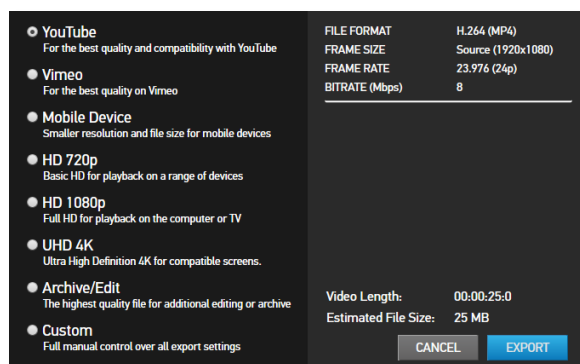 YouTube
For the best quality and compatibility with YouTube
Vimeo
For the best quality on Vimeo
Mobile Device
Smaller resolution and file size for mobile devices
HD 720p
Basic HD for playback on a range of devices
HD 1080p
Full HD for playback on the computer or TV
UHD 4K
Ultra High Definition 4K for compatible screens.
Archive/Edit
The highest quality file for additional editing or archive
Custom
Full manual control over all export settings
FILE FORMAT H.264 (MP4)
FRAME SIZE Source (1920x1080)
FRAME RATE 23.976 (24p)
BITRATE (Mbps) 8
Video Length: 00:00:25:0
Estimated File Size: 25 MB
CANCEL EXPORT